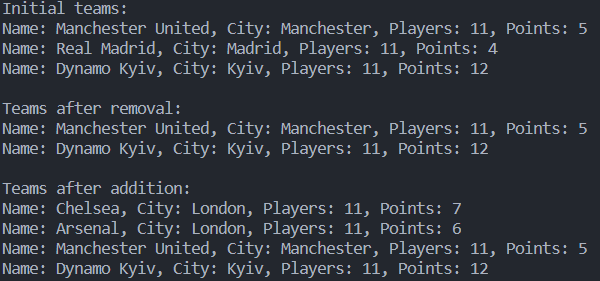 Initial teams:
Name: Manchester United, City: Manchester, Players: 11, Points: 5
Name: Real Madrid, City: Madrid, Players: 11, Points: 4
Name: Dynamo Kyiv, City: Kyiv, Players: 11, Points: 12
Teams after removal:
Name: Manchester United, City: Manchester, Players: 11, Points: 5
Name: Dynamo Kyiv, City: Kyiv, Players: 11, Points: 12
Teams after addition:
Name: Chelsea, City: London, Players: 11, Points: 7
Name: Arsenal, City: London, Players: 11, Points: 6
Name: Manchester United, City: Manchester, Players: 11, Points: 5
Name: Dynamo Kyiv, City: Kyiv, Players: 11, Points: 12